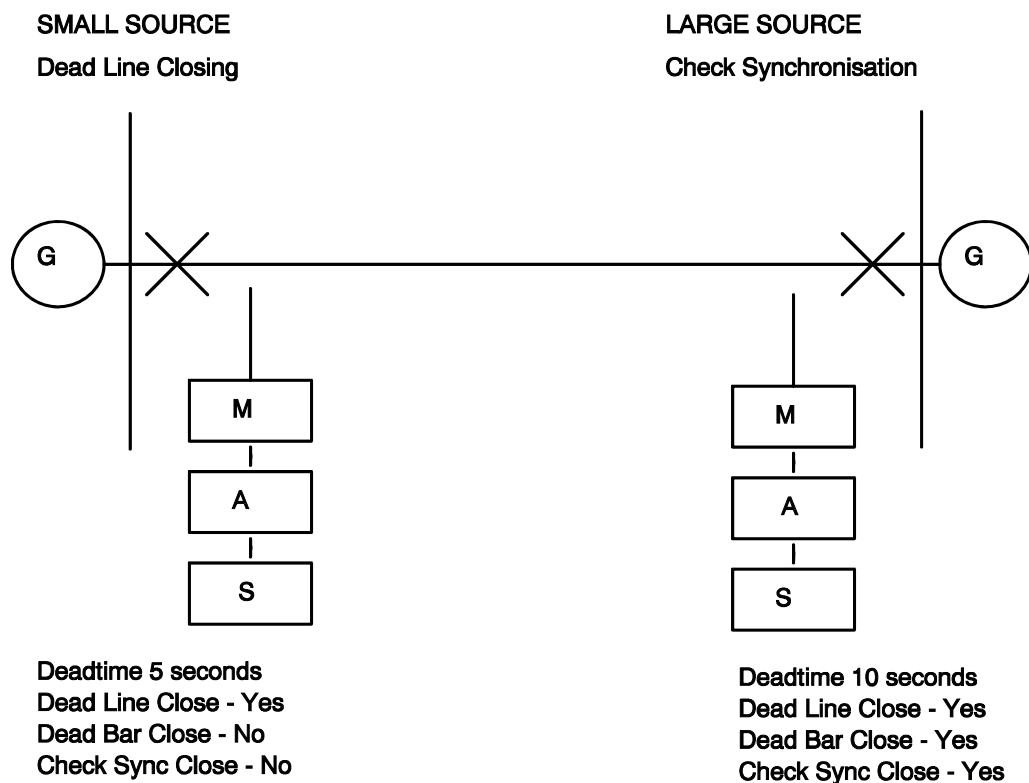 SMALL SOURCE
Dead Line Closing
LARGE SOURCE
Check Synchronisation
G
G
M
A
S
M
A
S
Deadtime 5 seconds
Dead Line Close - Yes
Dead Bar Close - No
Check Sync Close - No
Deadtime 10 seconds
Dead Line Close - Yes
Dead Bar Close - Yes
Check Sync Close - Yes